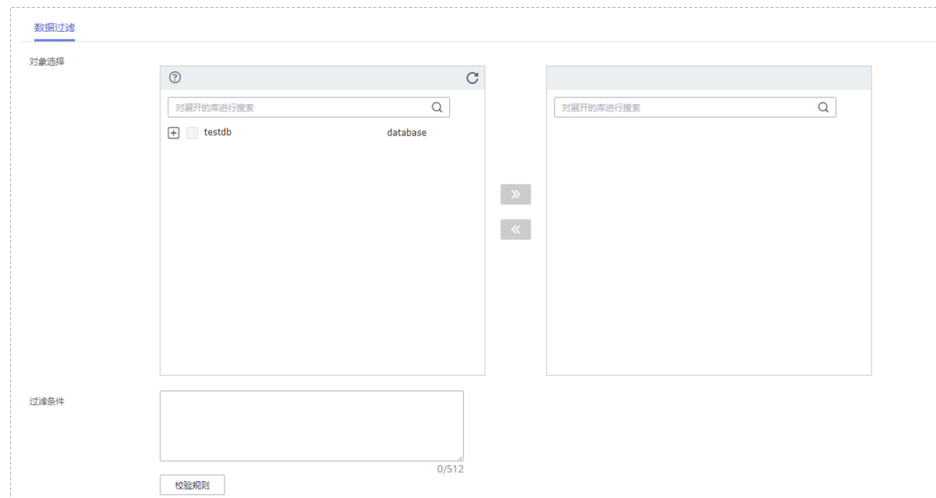 数据过滤
对象选择
对展开的库进行搜索
对展开的库进行搜索
testdb database
过滤条件
0/512
校验规则